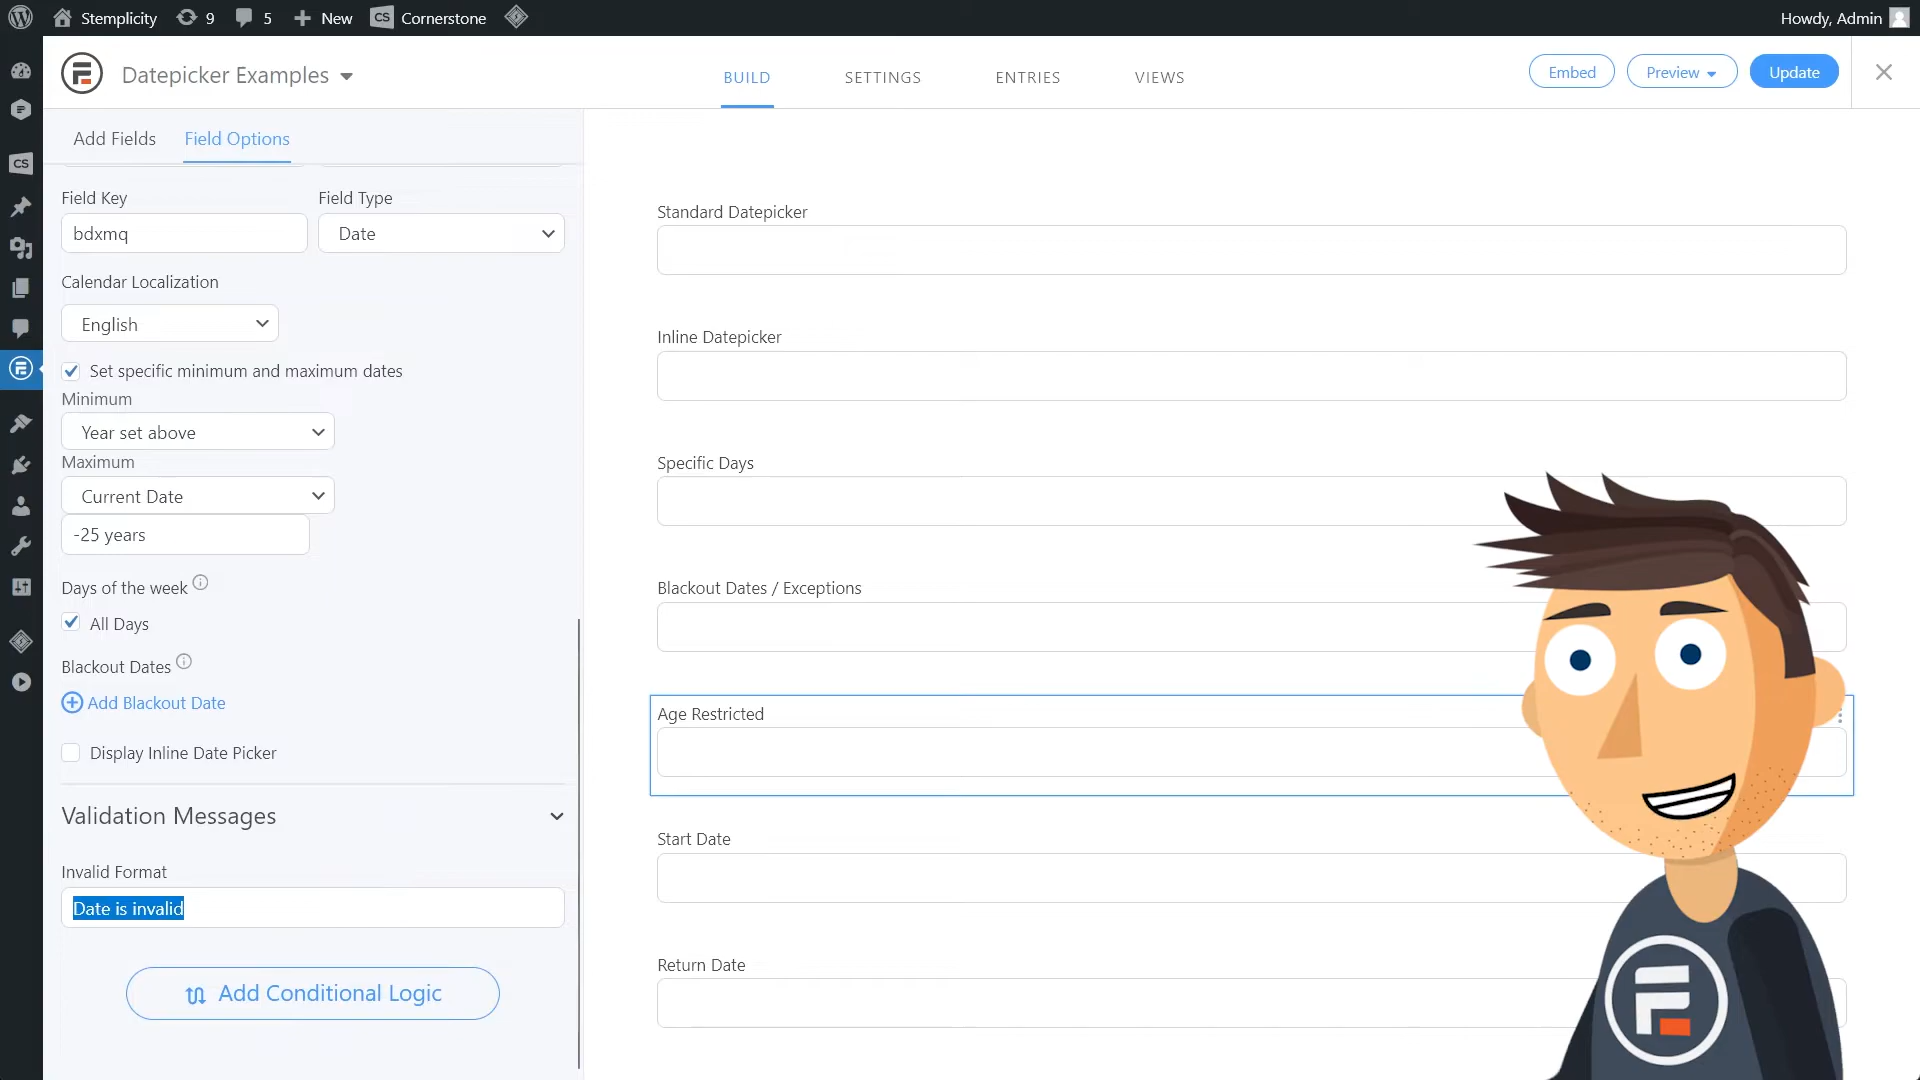 Stemplicity 9 5 New CS Cornerstone Howdy, Admin
Datepicker Examples BUILD SETTINGS ENTRIES VIEWS Embed Preview Update
CS
Add Fields Field Options
Field Key Field Type
bdxmq Date
Calendar Localization
English
Set specific minimum and maximum dates
Minimum
Year set above
Maximum
Current Date
-25 years
Days of the week
All Days
Blackout Dates
Add Blackout Date
Display Inline Date Picker
Validation Messages
Invalid Format
Date is invalid
Add Conditional Logic
Standard Datepicker
Inline Datepicker
Specific Days
Blackout Dates / Exceptions
Age Restricted
Start Date
Return Date